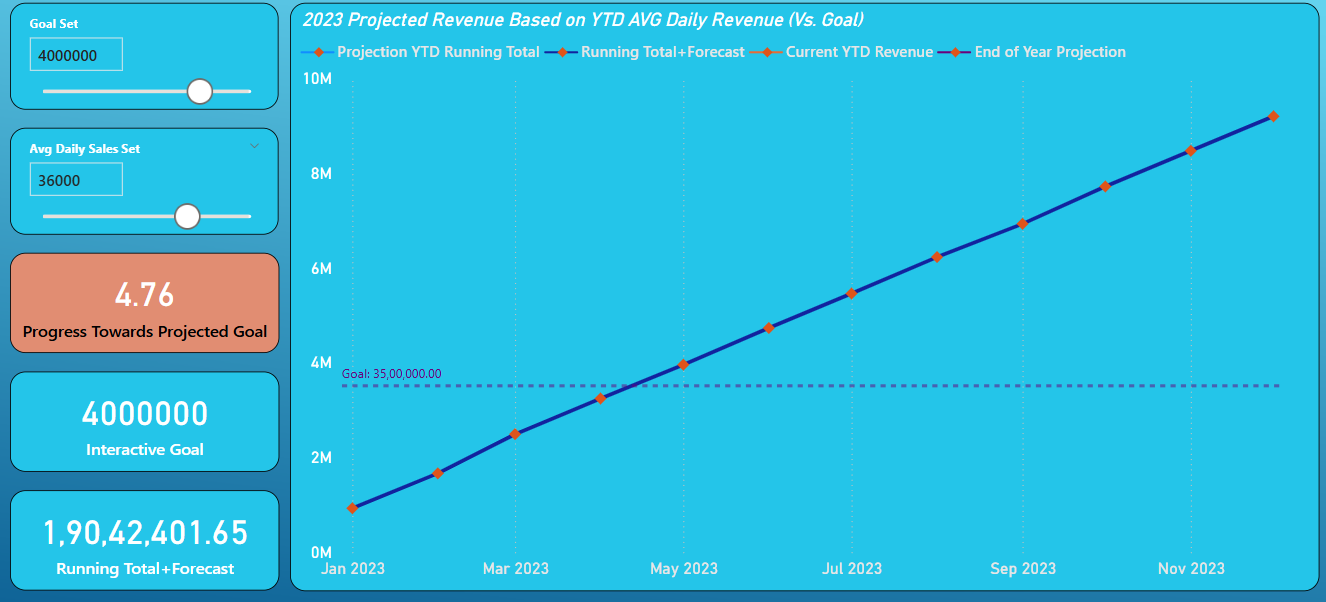 Goal Set
4000000
Avg Daily Sales Set
36000
4.76
Progress Towards Projected Goal
4000000
Interactive Goal
1,90,42,401.65
Running Total+Forecast
2023 Projected Revenue Based on YTD AVG Daily Revenue (Vs. Goal)
Projection YTD Running Total Running Total+Forecast Current YTD Revenue End of Year Projection
10M
8M
6M
4M
Goal: 35,00,000.00
2M
0M
Jan 2023 Mar 2023 May 2023 Jul 2023 Sep 2023 Nov 2023